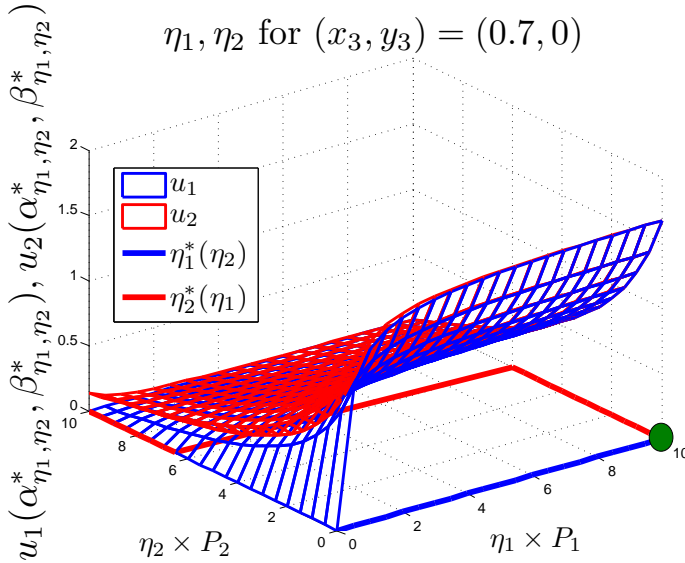 η₁, η₂ for (x₃, y₃) = (0.7, 0)
u₁(α*_{η₁,η₂}, β*_{η₁,η₂}), u₂(α*_{η₁,η₂}, β*_{η₁,η₂})
2
1.5
1
0.5
0
u₁
u₂
η₁*(η₂)
η₂*(η₁)
10
8
6
4
2
0
η₂ × P₂
0
2
4
6
8
10
η₁ × P₁